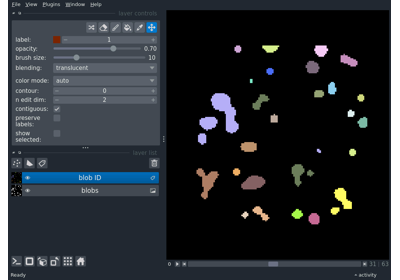 File View Plugins Window Help
layer controls
label: 1
opacity: 0.70
brush size: 10
blending: translucent
color mode: auto
contour: 0
n edit dim: 2
contiguous:
preserve
labels:
show
selected:
layer list
blob ID
blobs
31 63
Ready
activity